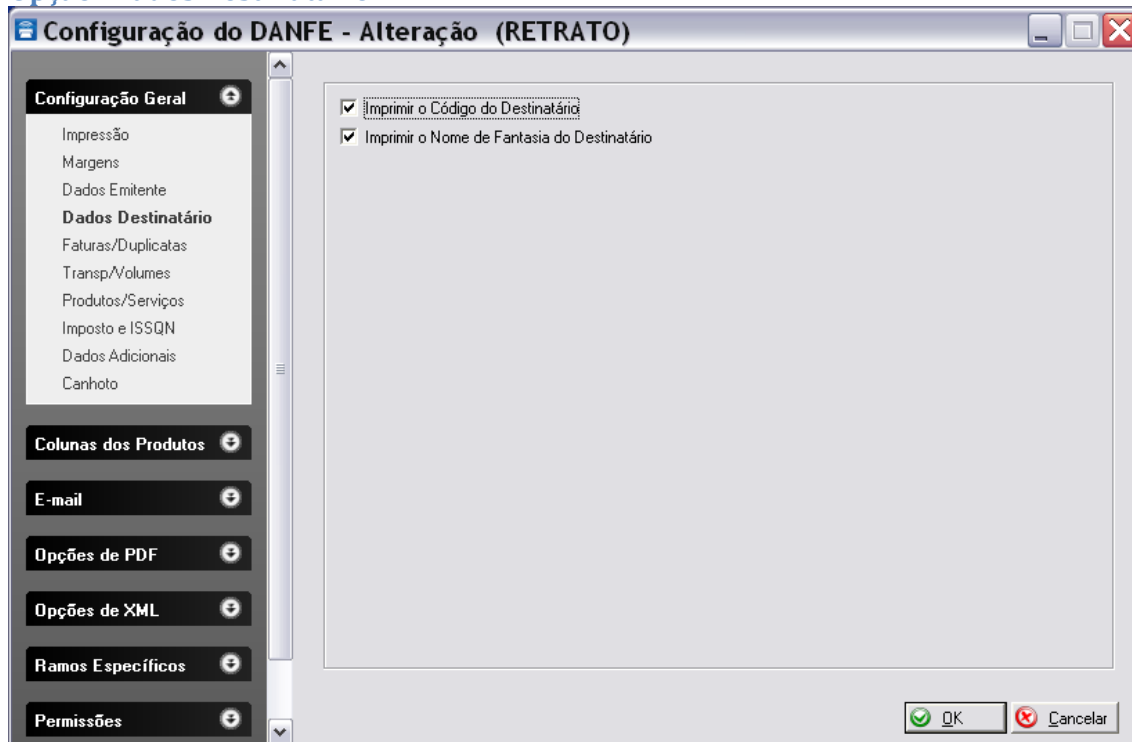 Configuração do DANFE - Alteração (RETRATO)
Configuração Geral
Impressão
Margens
Dados Emitente
Dados Destinatário
Faturas/Duplicatas
Transp/Volumes
Produtos/Serviços
Imposto e ISSQN
Dados Adicionais
Canhoto
Colunas dos Produtos
E-mail
Opções de PDF
Opções de XML
Ramos Específicos
Permissões
Imprimir o Código do Destinatário
Imprimir o Nome de Fantasia do Destinatário
OK
Cancelar